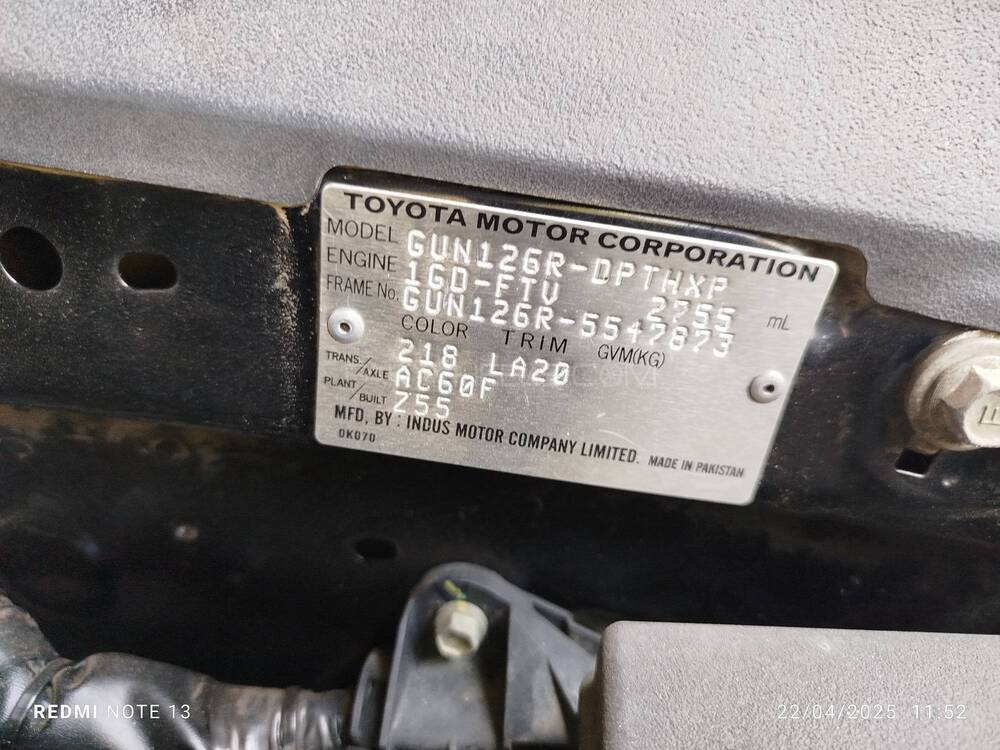 TOYOTA MOTOR CORPORATION
MODEL GUN126R-DPTHXP
ENGINE 1GD-FTV 2755 mL
FRAME No. GUN126R-5547873
COLOR TRIM GVM(KG)
218 LA20
TRANS./AXLE AC60F
PLANT/BUILT Z55
MFD, BY : INDUS MOTOR COMPANY LIMITED. MADE IN PAKISTAN
0K070
REDMI NOTE 13
22/04/2025 11:52